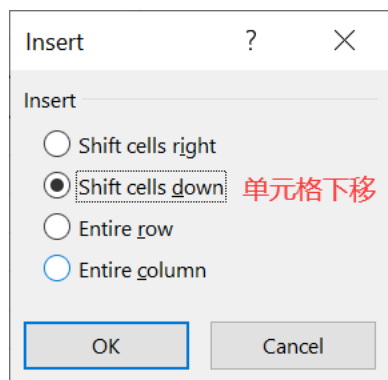 Insert ?
Insert
Shift cells right
Shift cells down 单元格下移
Entire row
Entire column
OK Cancel